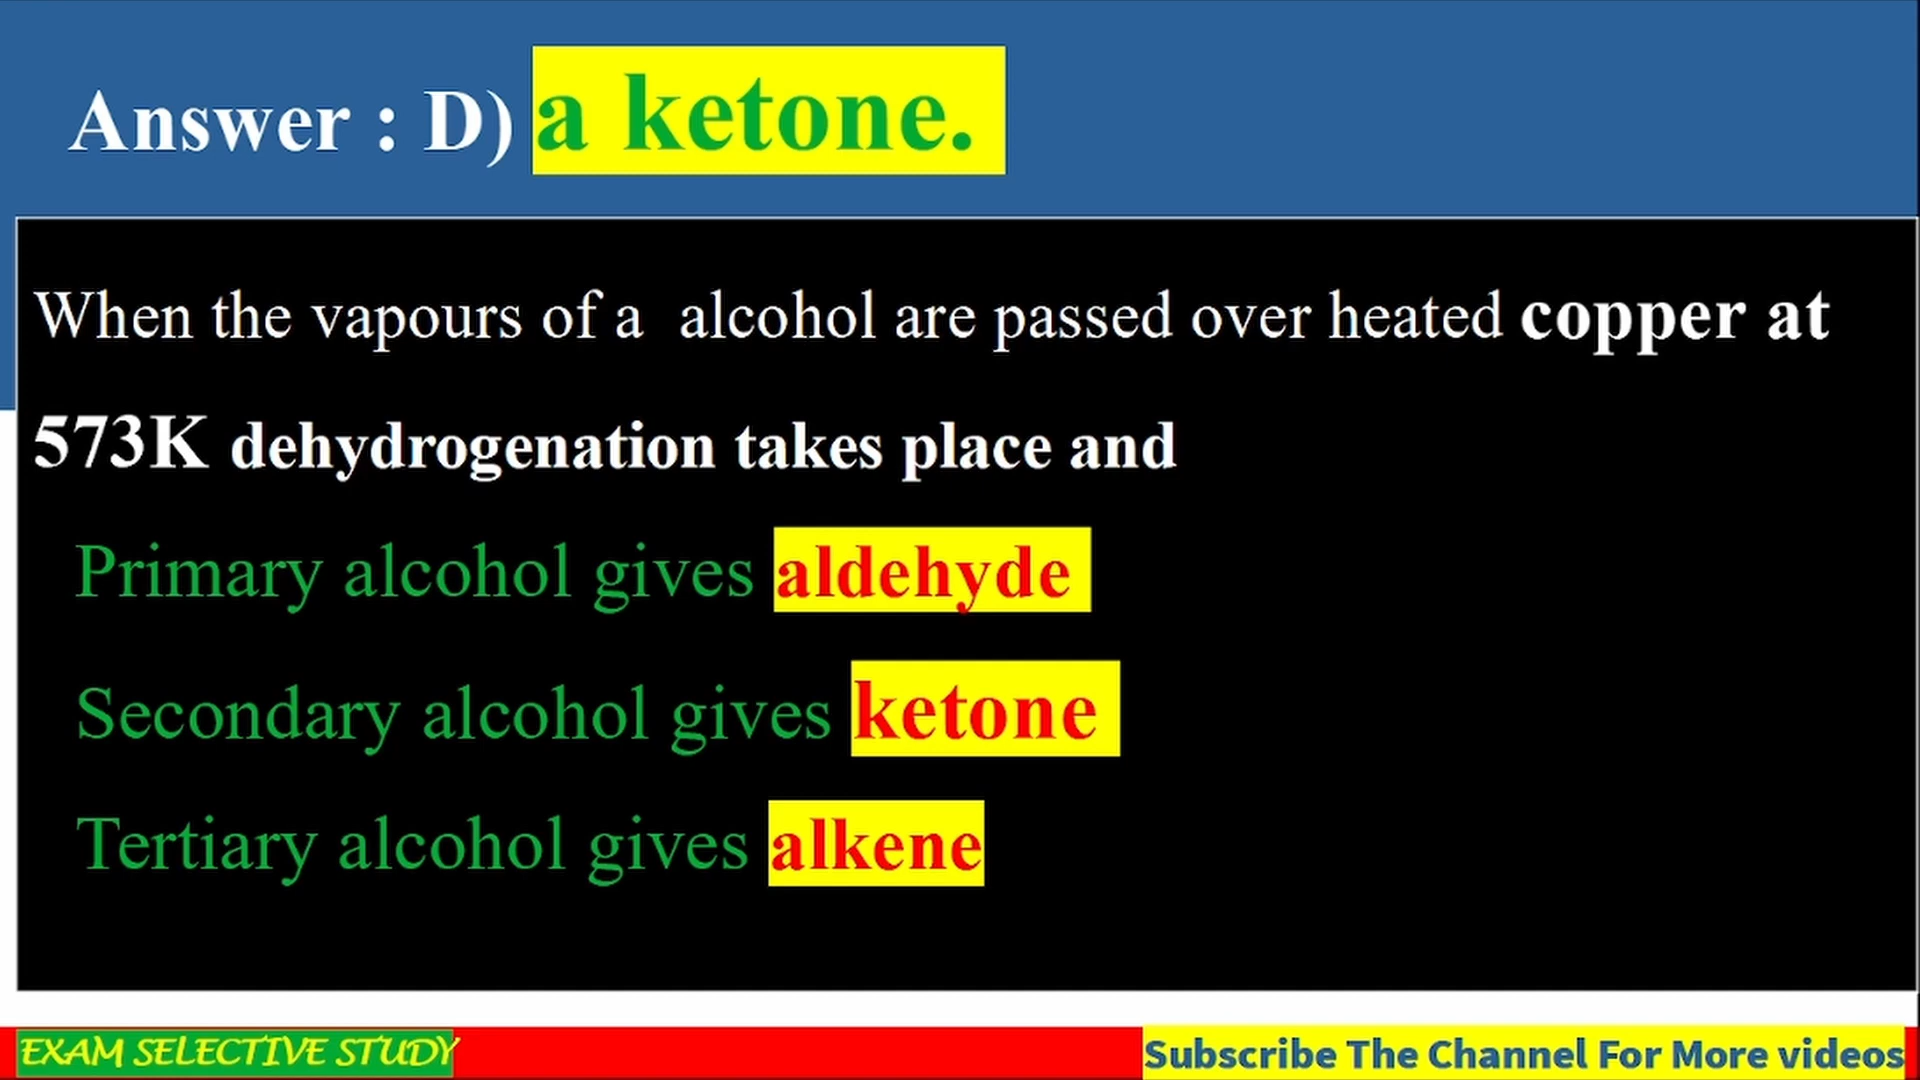 Answer : D) a ketone.
When the vapours of a alcohol are passed over heated copper at
573K dehydrogenation takes place and
Primary alcohol gives aldehyde
Secondary alcohol gives ketone
Tertiary alcohol gives alkene
EXAM SELECTIVE STUDY
Subscribe The Channel For More videos